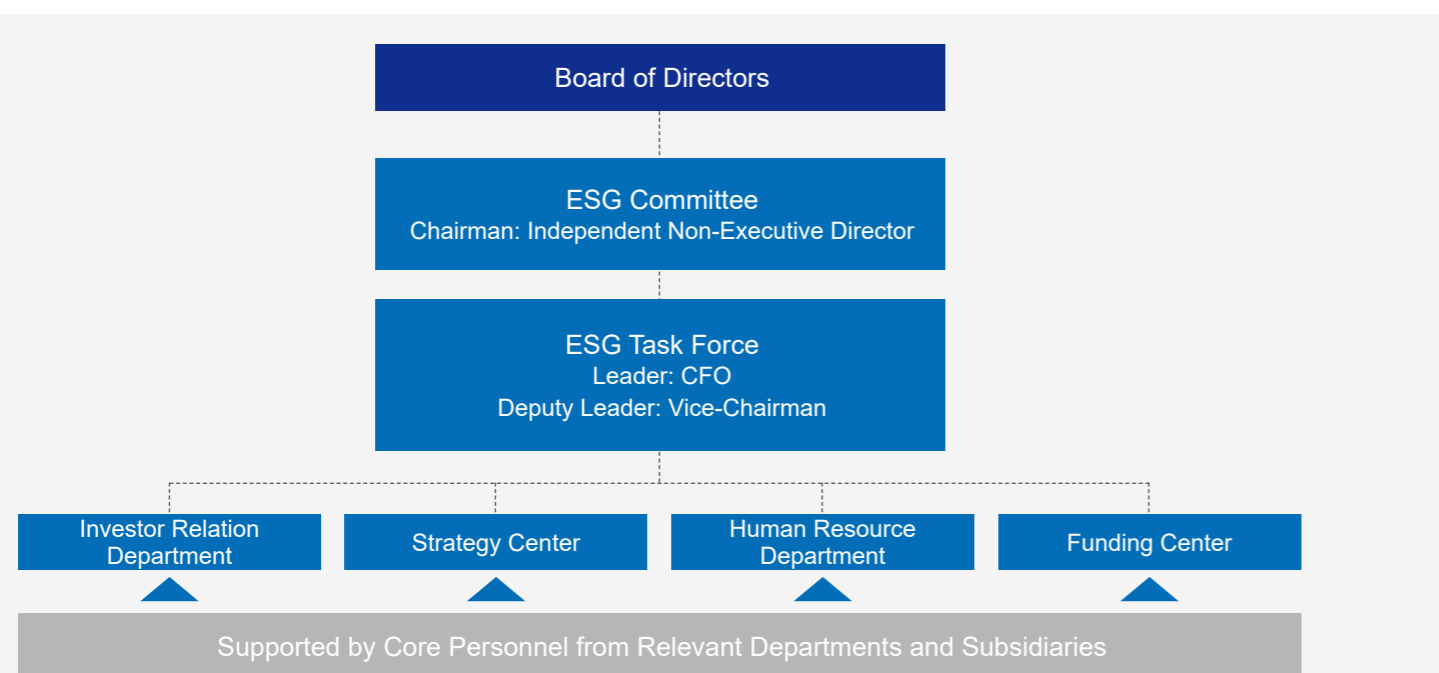 Board of Directors
ESG Committee
Chairman: Independent Non-Executive Director
ESG Task Force
Leader: CFO
Deputy Leader: Vice-Chairman
Investor Relation
Department
Strategy Center
Human Resource
Department
Funding Center
Supported by Core Personnel from Relevant Departments and Subsidiaries